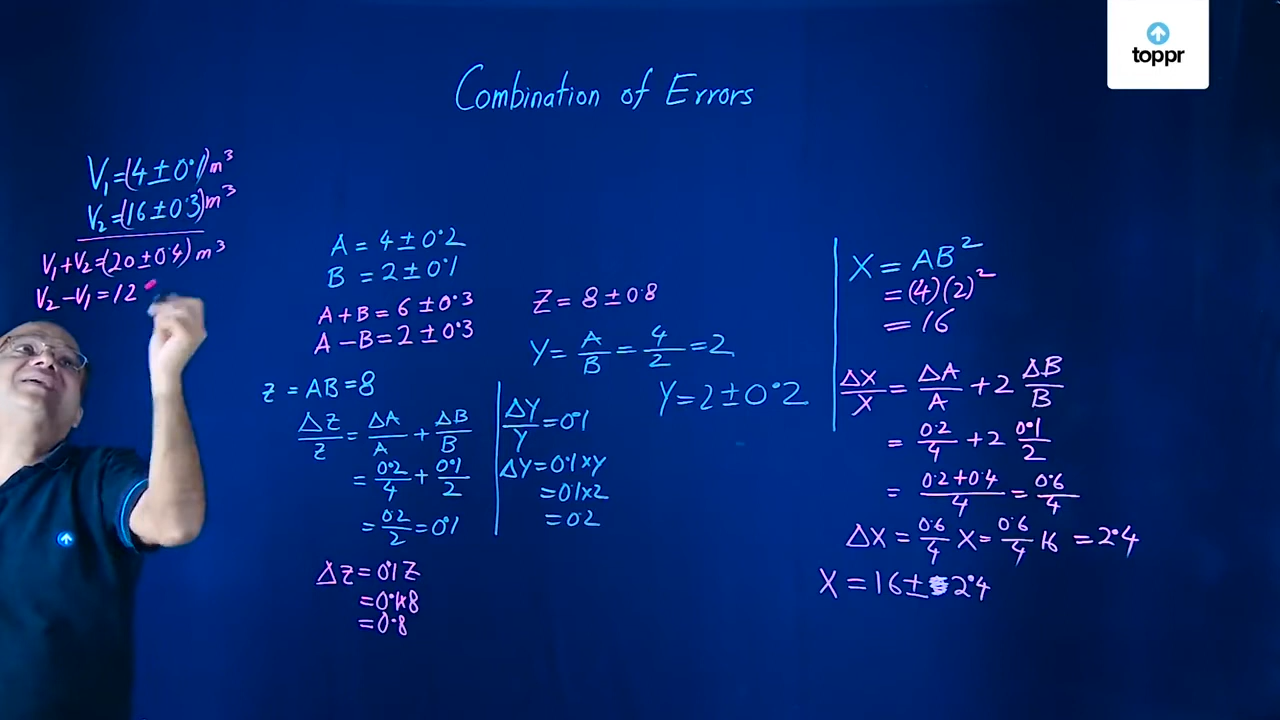 toppr
Combination of Errors
V₁=(4±0.1)m³
V₂=(16±0.3)m³
V₁+V₂=(20±0.4)m³
V₂-V₁=12
A = 4±0.2
B = 2±0.1
A+B=6±0.3
A-B=2±0.3
Z=AB=8
ΔZ/Z=ΔA/A+ΔB/B
=0.2/4+0.1/2
=0.2/2=0.1
ΔZ=0.1Z
=0.1×8
=0.8
Z=8±0.8
Y=A/B=4/2=2
Y=2±0.2
ΔY/Y=0.1
ΔY=0.1×Y
=0.1×2
=0.2
X=AB²
=(4)(2)²
=16
ΔX/X=ΔA/A+2 ΔB/B
=0.2/4+2 0.1/2
=0.2+0.4/4=0.6/4
ΔX=0.6/4 X=0.6/4 16=2.4
X=16±2.4